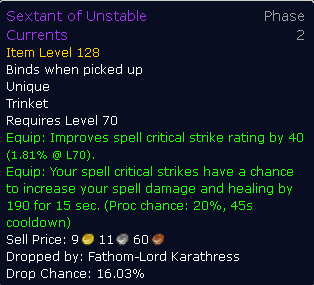 Sextant of Unstable Phase
Currents 2
Item Level 128
Binds when picked up
Unique
Trinket
Requires Level 70
Equip: Improves spell critical strike rating by 40
(1.81% @ L70).
Equip: Your spell critical strikes have a chance
to increase your spell damage and healing by
190 for 15 sec. (Proc chance: 20%, 45s
cooldown)
Sell Price: 9 11 60
Dropped by: Fathom-Lord Karathress
Drop Chance: 16.03%